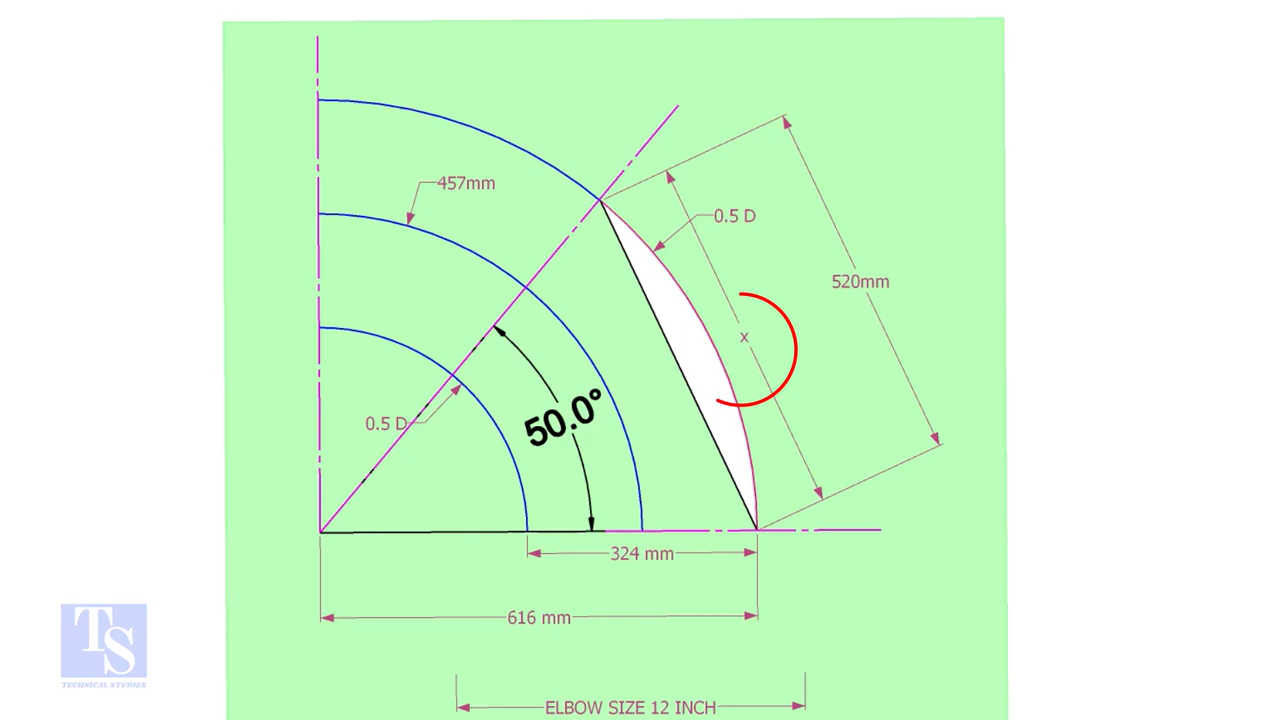 457mm
0.5 D
520mm
x
50.0°
0.5 D
324 mm
616 mm
TS
TECHNICAL STUDIES
ELBOW SIZE 12 INCH